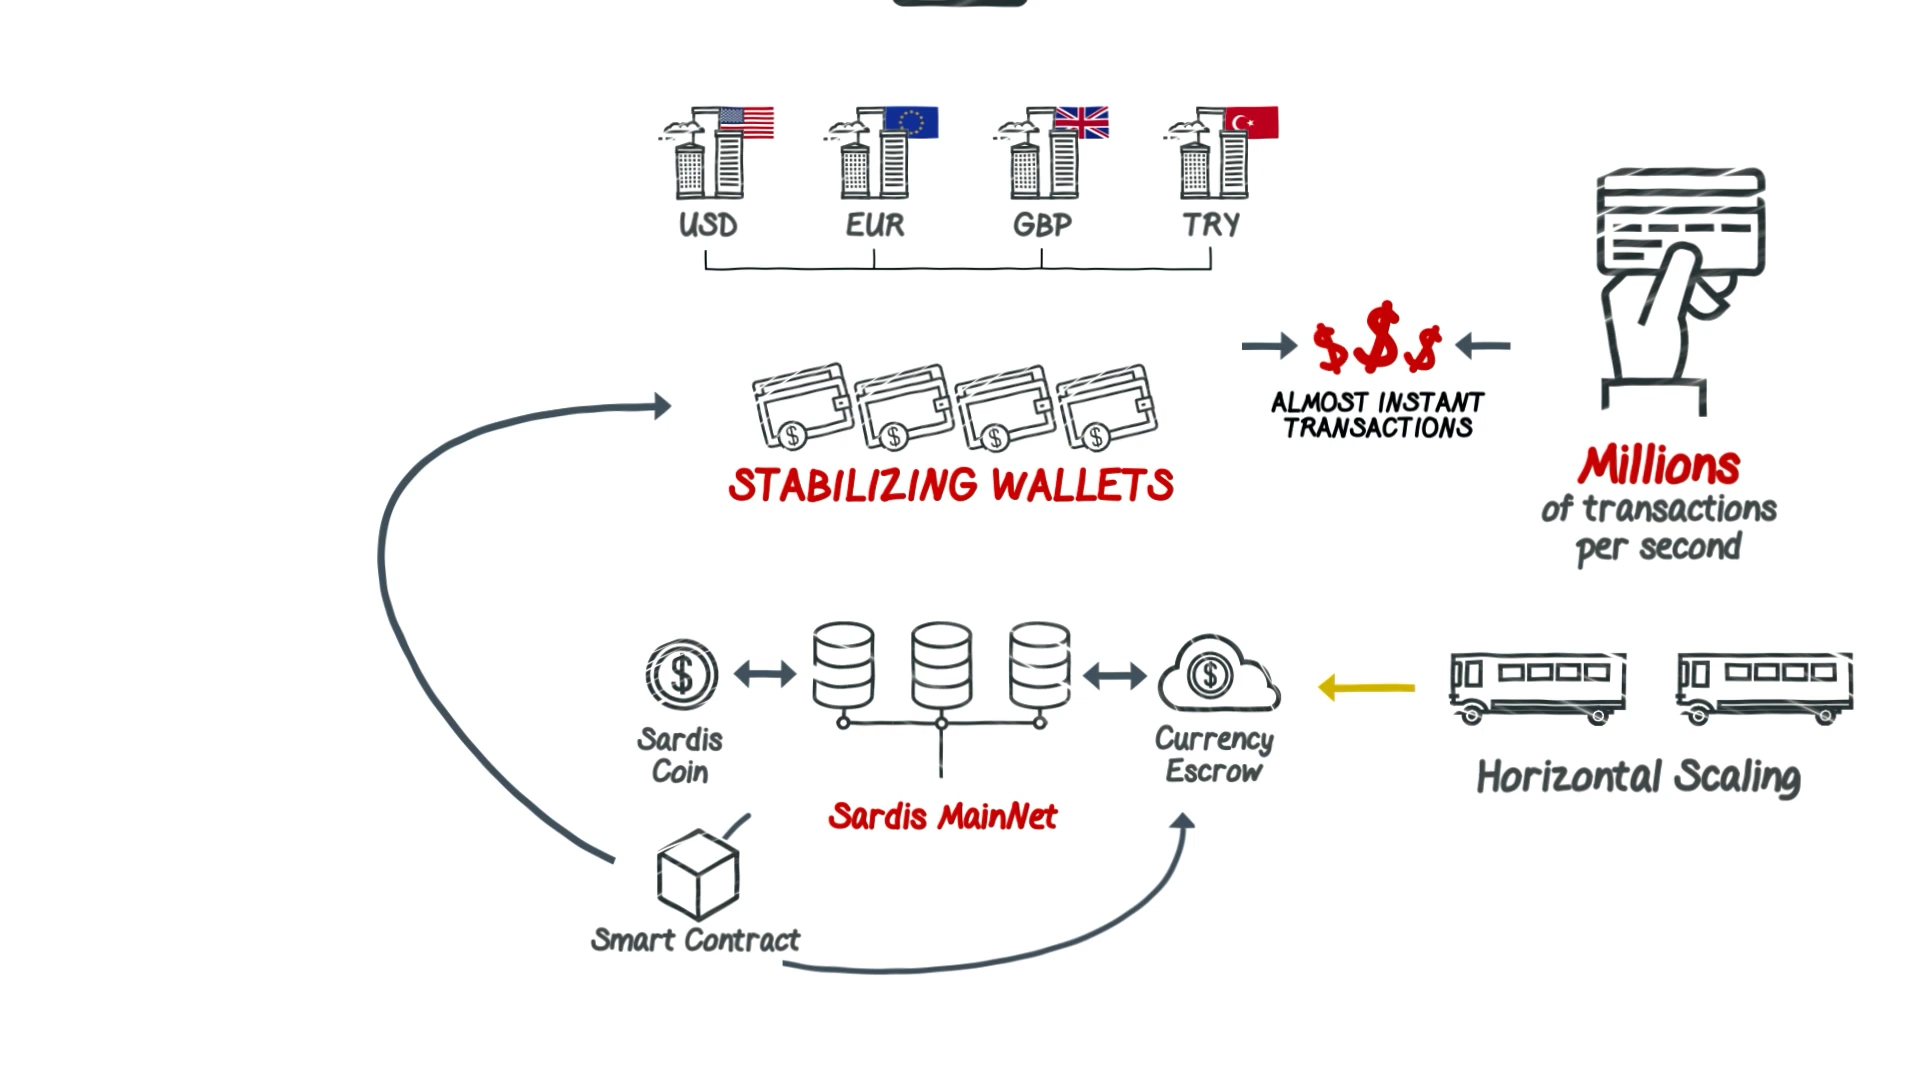 USD
EUR
GBP
TRY
$ $ $
ALMOST INSTANT
TRANSACTIONS
$
$
$
$
STABILIZING WALLETS
Millions
of transactions
per second
$
$
Sardis
Coin
Currency
Escrow
Sardis MainNet
Horizontal Scaling
Smart Contract